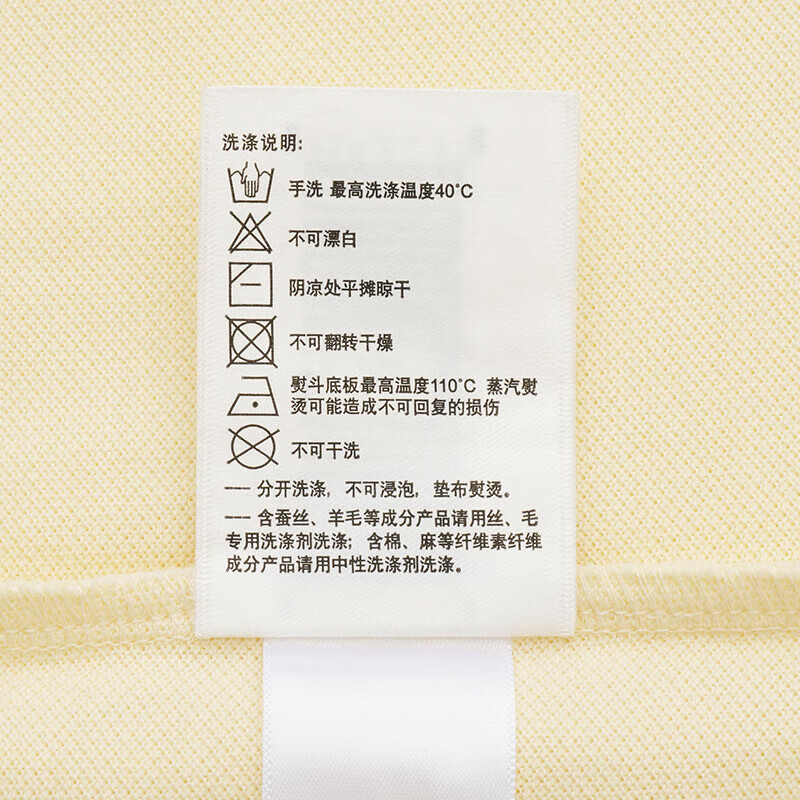 洗涤说明:
手洗 最高洗涤温度40°C
不可漂白
阴凉处平摊晾干
不可翻转干燥
熨斗底板最高温度110°C 蒸汽熨
烫可能造成不可回复的损伤
不可干洗
--- 分开洗涤，不可浸泡，垫布熨烫。
--- 含蚕丝、羊毛等成分产品请用丝、毛
专用洗涤剂洗涤；含棉、麻等纤维素纤维
成分产品请用中性洗涤剂洗涤。